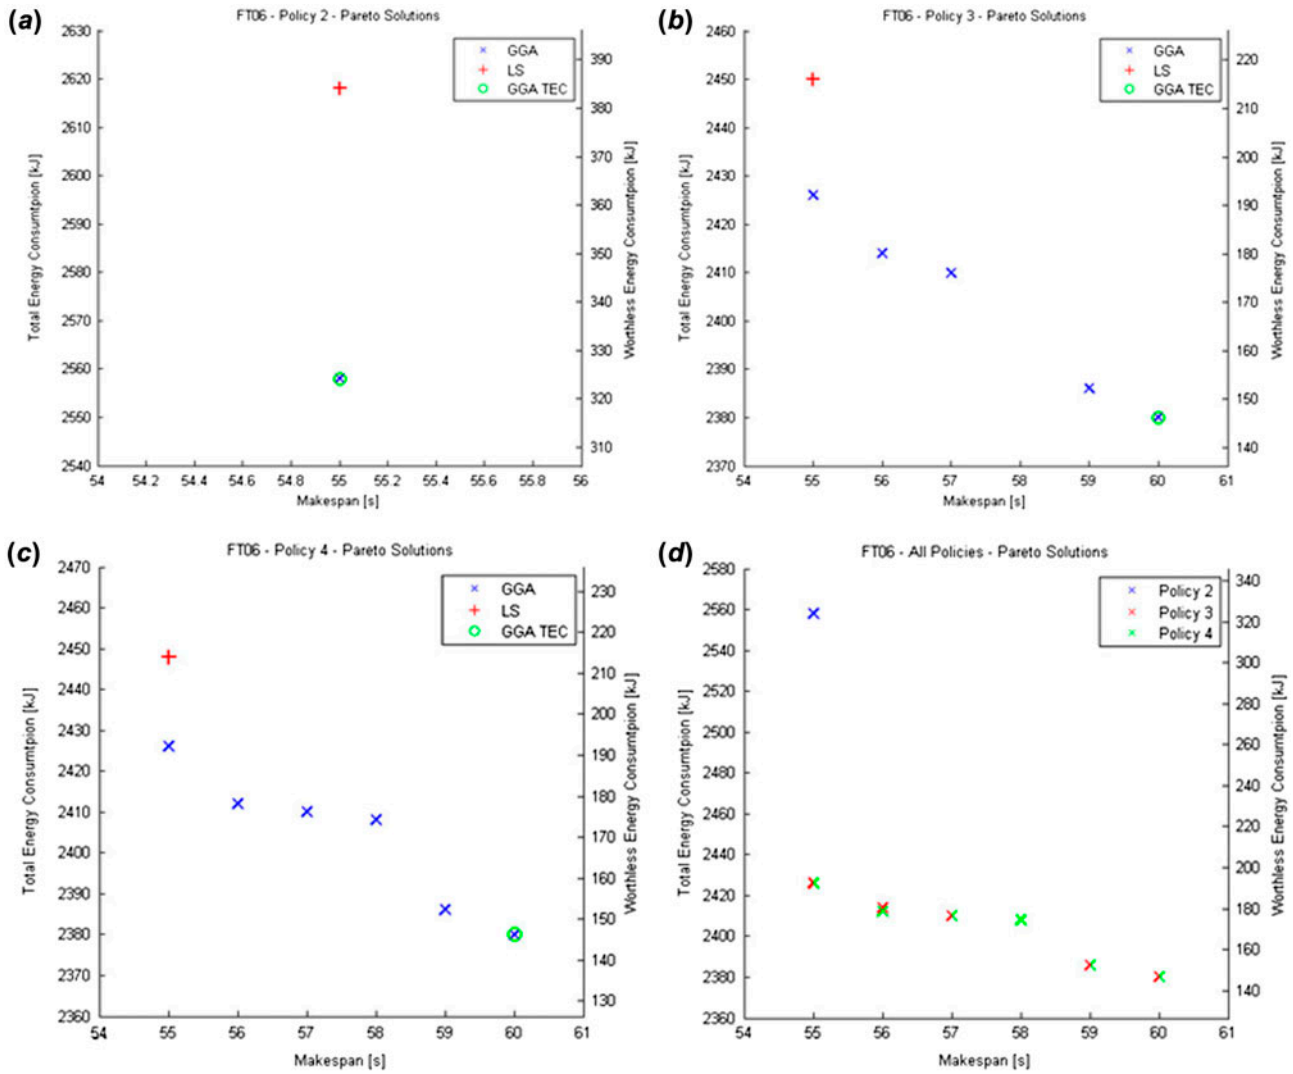 (a)
FT06 - Policy 2 - Pareto Solutions
2630
2620
2610
2600
2590
2580
2570
2560
2550
2540
Total Energy Consumtpion [kJ]
390
380
370
360
350
340
330
320
310
Worthless Energy Consumtpion [kJ]
GGA
LS
GGA TEC
54 54.2 54.4 54.6 54.8 55 55.2 55.4 55.6 55.8 56
Makespan [s]
(b)
FT06 - Policy 3 - Pareto Solutions
2460
2450
2440
2430
2420
2410
2400
2390
2380
2370
Total Energy Consumtpion [kJ]
220
210
200
190
180
170
160
150
140
Worthless Energy Consumtpion [kJ]
GGA
LS
GGA TEC
54 55 56 57 58 59 60 61
Makespan [s]
(c)
FT06 - Policy 4 - Pareto Solutions
2470
2460
2450
2440
2430
2420
2410
2400
2390
2380
2370
2360
Total Energy Consumtpion [kJ]
230
220
210
200
190
180
170
160
150
140
130
Worthless Energy Consumtpion [kJ]
GGA
LS
GGA TEC
54 55 56 57 58 59 60 61
Makespan [s]
(d)
FT06 - All Policies - Pareto Solutions
2580
2560
2540
2520
2500
2480
2460
2440
2420
2400
2380
2360
Total Energy Consumtpion [kJ]
340
320
300
280
260
240
220
200
180
160
140
Worthless Energy Consumtpion [kJ]
Policy 2
Policy 3
Policy 4
54 55 56 57 58 59 60 61
Makespan [s]